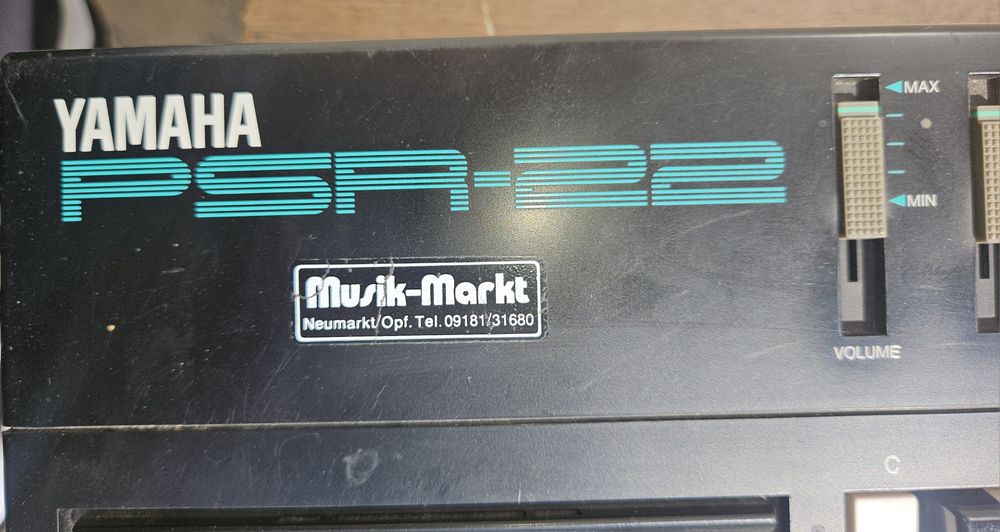 YAMAHA
PSR-22
Musik-Markt
Neumarkt/Opf. Tel. 09181/31680
MAX
MIN
VOLUME
C